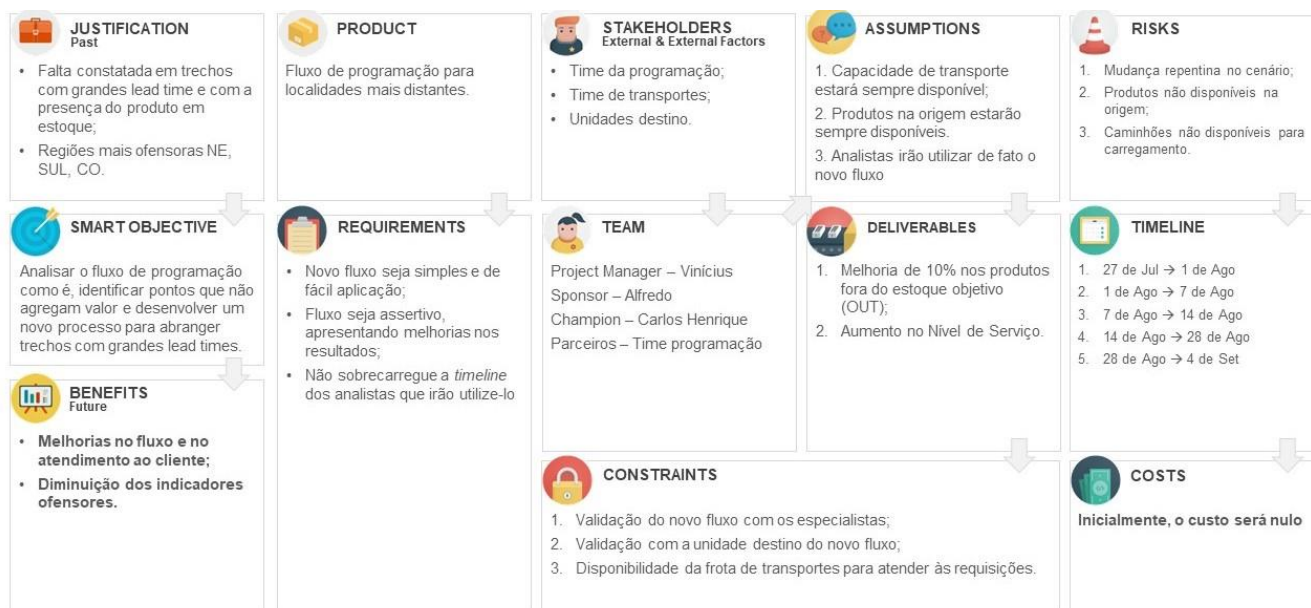 JUSTIFICATION
Past
• Falta constatada em trechos
com grandes lead time e com a
presença do produto em
estoque;
• Regiões mais ofensoras NE,
SUL, CO.
PRODUCT
Fluxo de programação para
localidades mais distantes.
STAKEHOLDERS
External & External Factors
• Time da programação;
• Time de transportes;
• Unidades destino.
ASSUMPTIONS
1. Capacidade de transporte
estará sempre disponível;
2. Produtos na origem estarão
sempre disponíveis.
3. Analistas irão utilizar de fato o
novo fluxo
RISKS
1. Mudança repentina no cenário;
2. Produtos não disponíveis na
origem;
3. Caminhões não disponíveis para
carregamento.
SMART OBJECTIVE
Analisar o fluxo de programação
como é, identificar pontos que não
agregam valor e desenvolver um
novo processo para abranger
trechos com grandes lead times.
REQUIREMENTS
• Novo fluxo seja simples e de
fácil aplicação;
• Fluxo seja assertivo,
apresentando melhorias nos
resultados;
• Não sobrecarregue a timeline
dos analistas que irão utilize-lo
TEAM
Project Manager – Vinícius
Sponsor – Alfredo
Champion – Carlos Henrique
Parceiros – Time programação
DELIVERABLES
1. Melhoria de 10% nos produtos
fora do estoque objetivo
(OUT);
2. Aumento no Nível de Serviço.
TIMELINE
1. 27 de Jul → 1 de Ago
2. 1 de Ago → 7 de Ago
3. 7 de Ago → 14 de Ago
4. 14 de Ago → 28 de Ago
5. 28 de Ago → 4 de Set
BENEFITS
Future
• Melhorias no fluxo e no
atendimento ao cliente;
• Diminuição dos indicadores
ofensores.
CONSTRAINTS
1. Validação do novo fluxo com os especialistas;
2. Validação com a unidade destino do novo fluxo;
3. Disponibilidade da frota de transportes para atender às requisições.
COSTS
Inicialmente, o custo será nulo